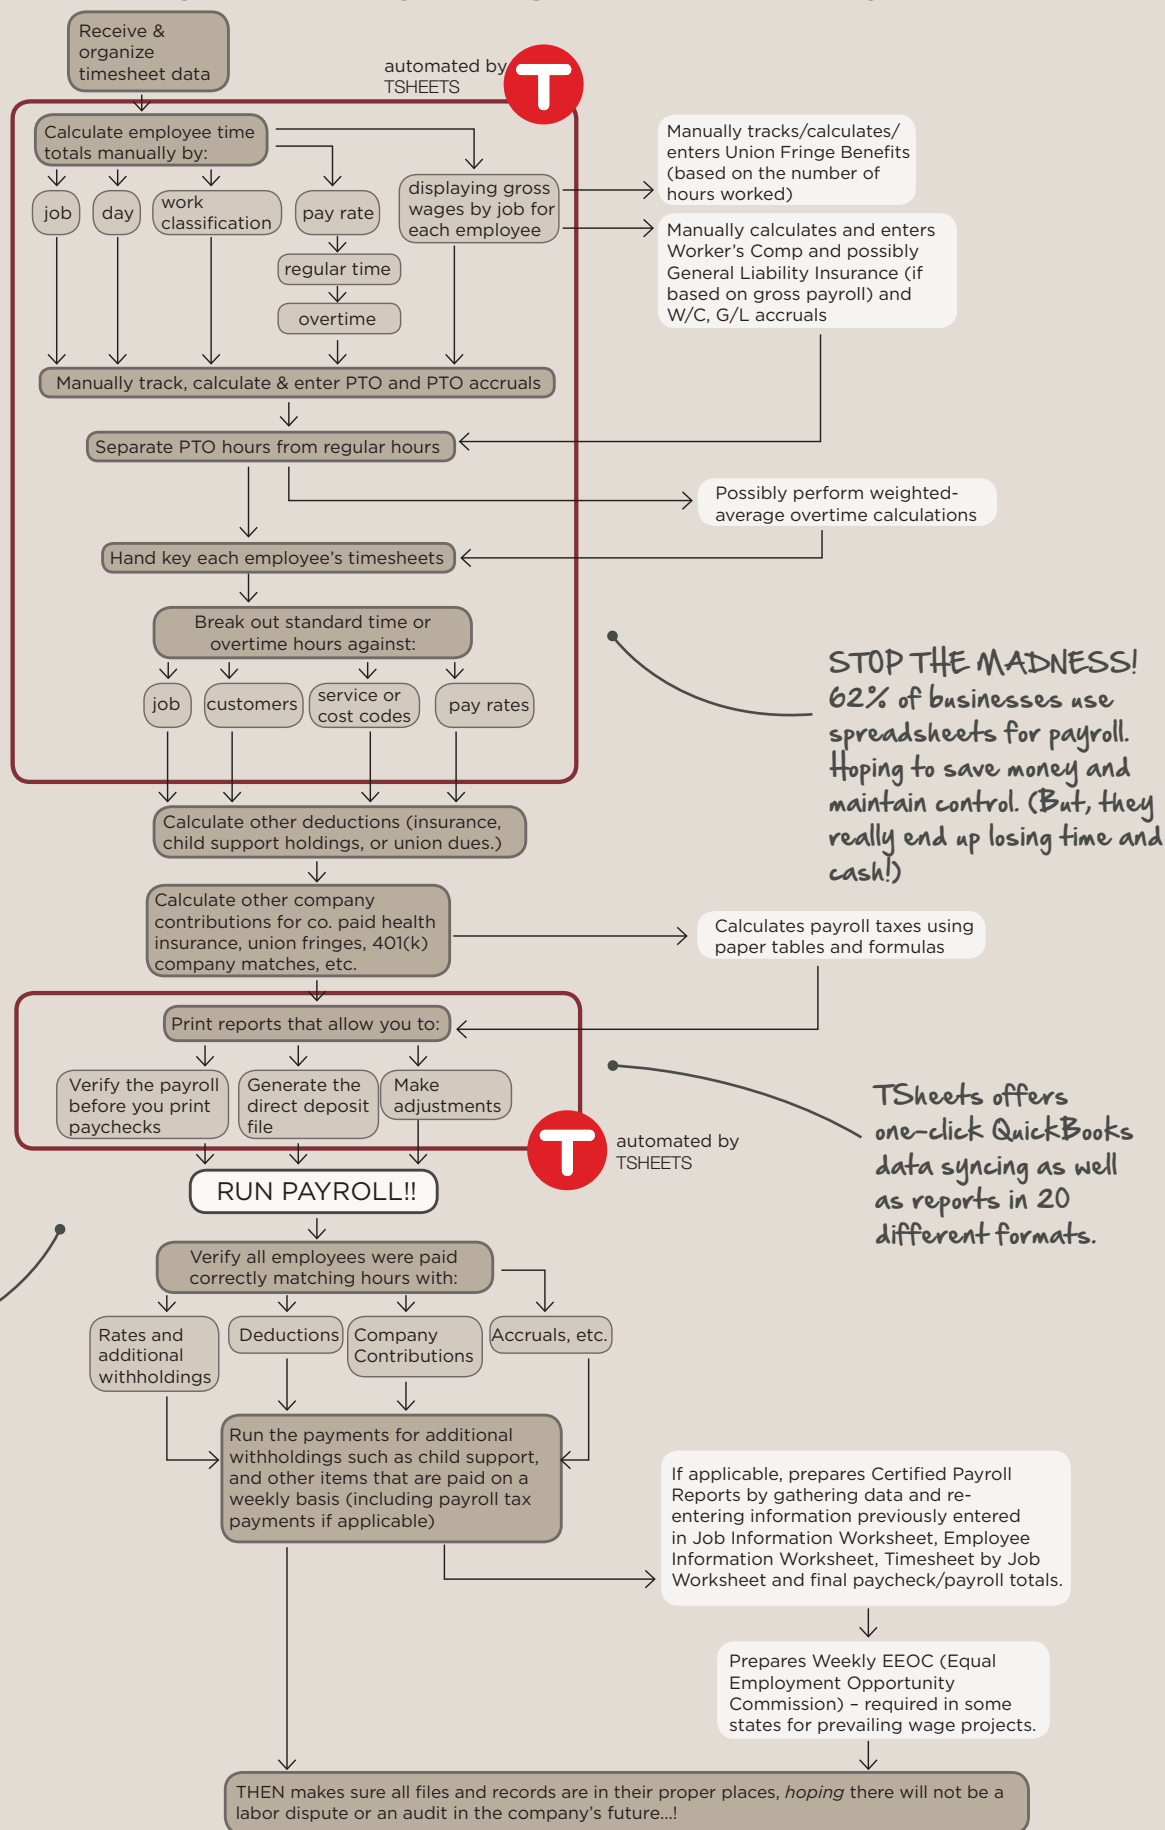 Receive &
organize
timesheet data
automated by
TSHEETS
T
Calculate employee time
totals manually by:
job
day
work
classification
pay rate
displaying gross
wages by job for
each employee
Manually tracks/calculates/
enters Union Fringe Benefits
(based on the number of
hours worked)
Manually calculates and enters
Worker's Comp and possibly
General Liability Insurance (if
based on gross payroll) and
W/C, G/L accruals
regular time
overtime
Manually track, calculate & enter PTO and PTO accruals
Separate PTO hours from regular hours
Possibly perform weighted-
average overtime calculations
Hand key each employee's timesheets
Break out standard time or
overtime hours against:
job
customers
service or
cost codes
pay rates
STOP THE MADNESS!
62% of businesses use
spreadsheets for payroll.
Hoping to save money and
maintain control. (But, they
really end up losing time and
cash!)
Calculate other deductions (insurance,
child support holdings, or union dues.)
Calculate other company
contributions for co. paid health
insurance, union fringes, 401(k)
company matches, etc.
Calculates payroll taxes using
paper tables and formulas
Print reports that allow you to:
Verify the payroll
before you print
paychecks
Generate the
direct deposit
file
Make
adjustments
T
automated by
TSHEETS
TSheets offers
one-click QuickBooks
data syncing as well
as reports in 20
different formats.
RUN PAYROLL!!
Verify all employees were paid
correctly matching hours with:
Rates and
additional
withholdings
Deductions
Company
Contributions
Accruals, etc.
Run the payments for additional
withholdings such as child support,
and other items that are paid on a
weekly basis (including payroll tax
payments if applicable)
If applicable, prepares Certified Payroll
Reports by gathering data and re-
entering information previously entered
in Job Information Worksheet, Employee
Information Worksheet, Timesheet by Job
Worksheet and final paycheck/payroll totals.
Prepares Weekly EEOC (Equal
Employment Opportunity
Commission) – required in some
states for prevailing wage projects.
THEN makes sure all files and records are in their proper places, hoping there will not be a
labor dispute or an audit in the company's future...!